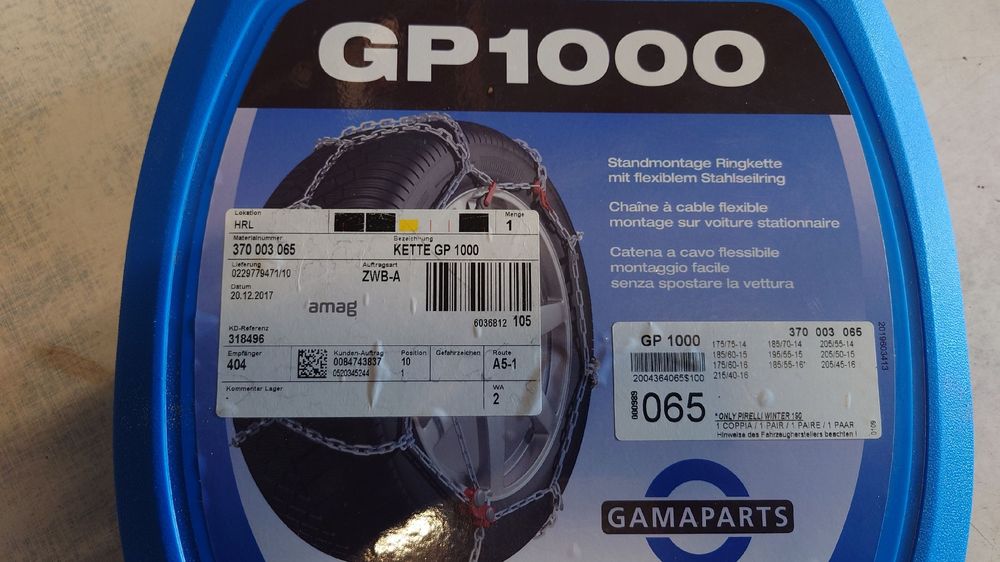 GP1000
Standmontage Ringkette
mit flexiblem Stahlseilring
Chaîne à cable flexible
montage sur voiture stationnaire
Catena a cavo flessibile
montaggio facile
senza spostare la vettura
Lokation
HRL
Menge
1
Materialnummer
370 003 065
Bezeichnung
KETTE GP 1000
Lieferung
0229779471/10
Auftragsart
ZWB-A
Datum
20.12.2017
amag
6036812 105
KD-Referenz
318496
Empfänger
404
Kunden-Auftrag
0084743837
0520345244
Position
10
1
Gefahrzeichen
Route
A5-1
Kommentar Lager
WA
2
370 003 065
GP 1000
175/75-14 185/70-14 205/55-14
185/60-15 195/55-15 205/50-15
175/60-16 185/55-16* 205/45-16
215/40-16
2004364065$100
065
000989
*ONLY PIRELLI WINTER 190
1 COPPIA / 1 PAIR / 1 PAIRE / 1 PAAR
Hinweise des Fahrzeugherstellers beachten !
2019603413
GAMAPARTS